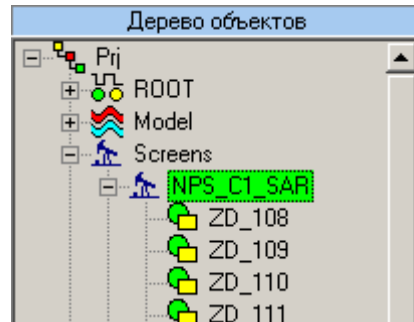 Дерево объектов
Prj
ROOT
Model
Screens
NPS_C1_SAR
ZD_108
ZD_109
ZD_110
ZD_111